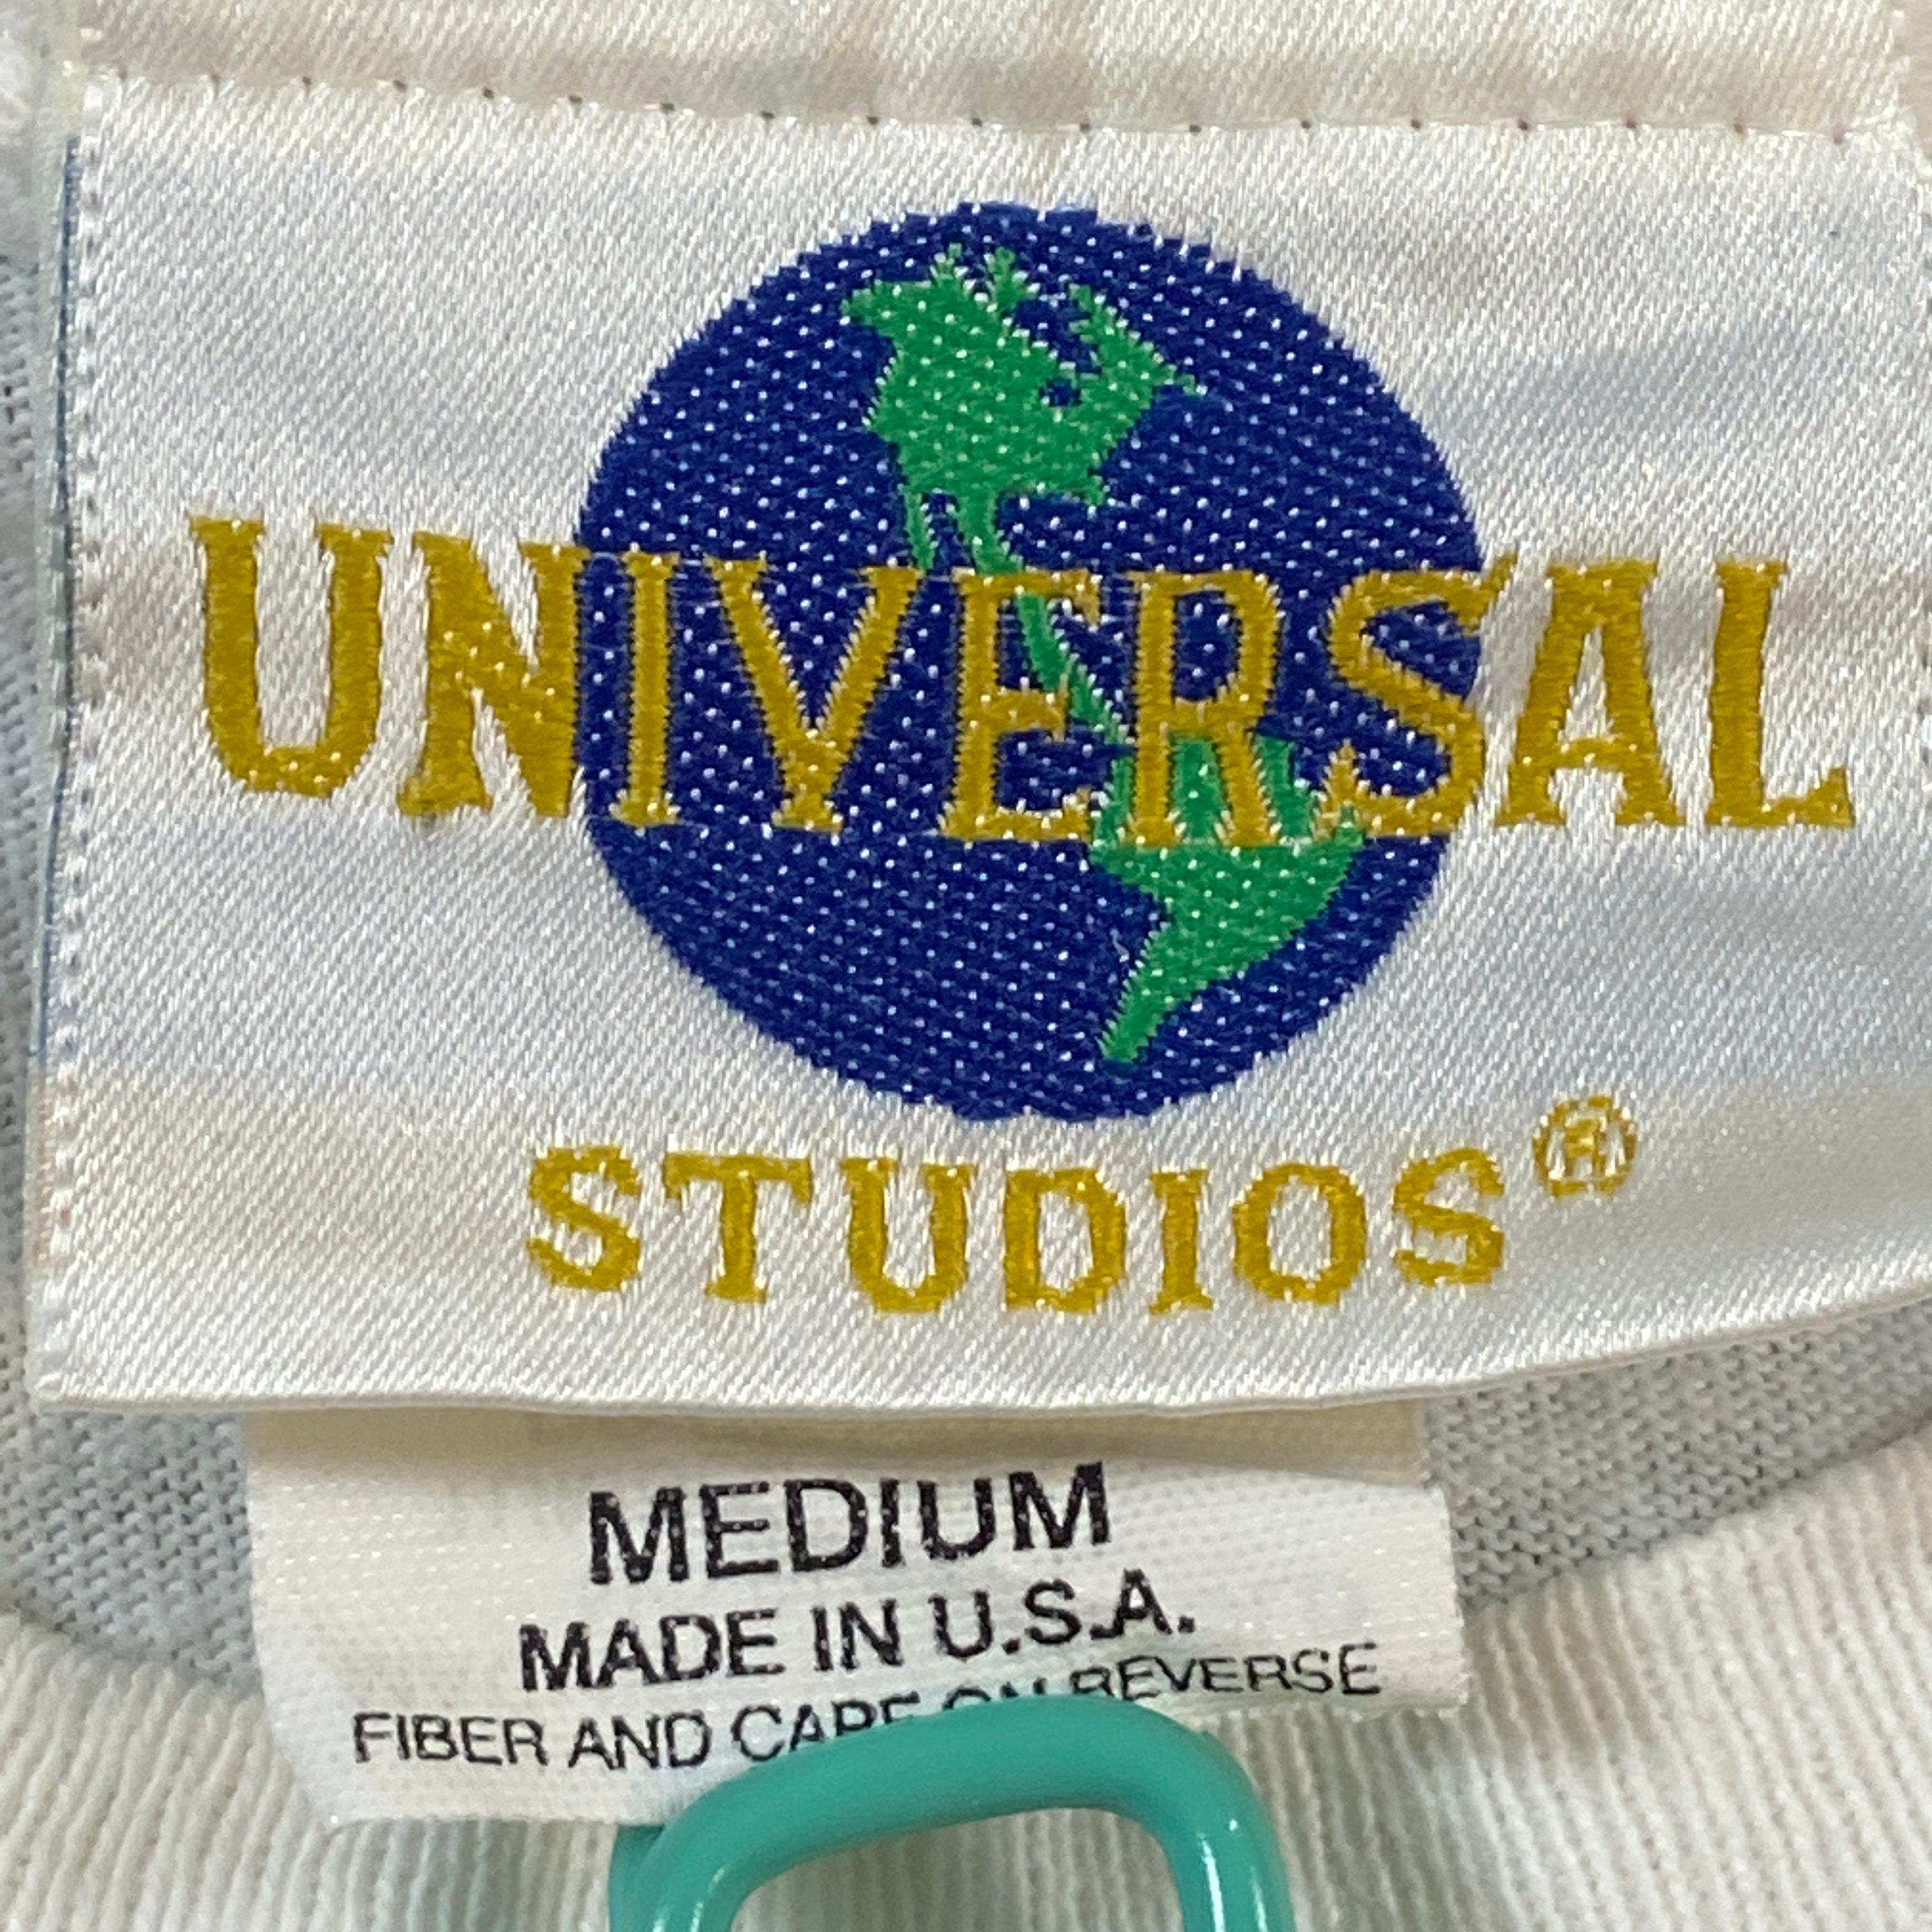 UNIVERSAL
STUDIOS®
MEDIUM
MADE IN U.S.A.
FIBER AND CARE ON REVERSE